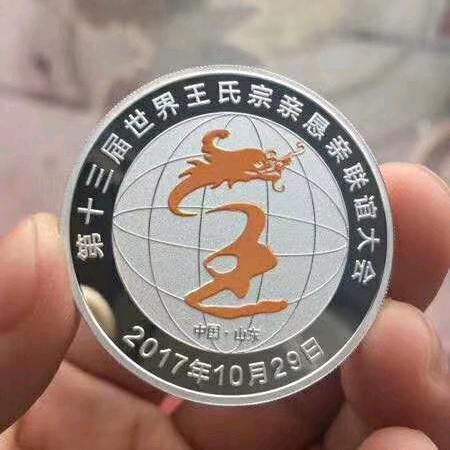 第十三届世界王氏宗亲恳亲联谊大会
王
中国·山东
2017年10月29日